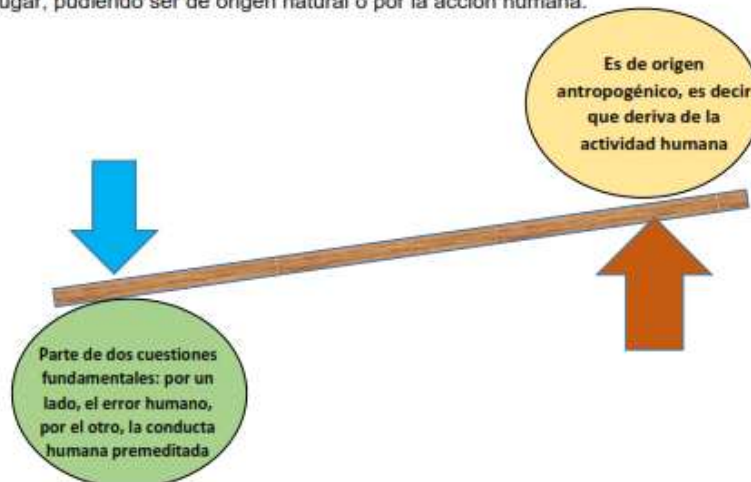 lugar, pudiendo ser de origen natural o por la acción humana.
Es de origen
antropogénico, es decir
que deriva de la
actividad humana
Parte de dos cuestiones
fundamentales: por un
lado, el error humano,
por el otro, la conducta
humana premeditada